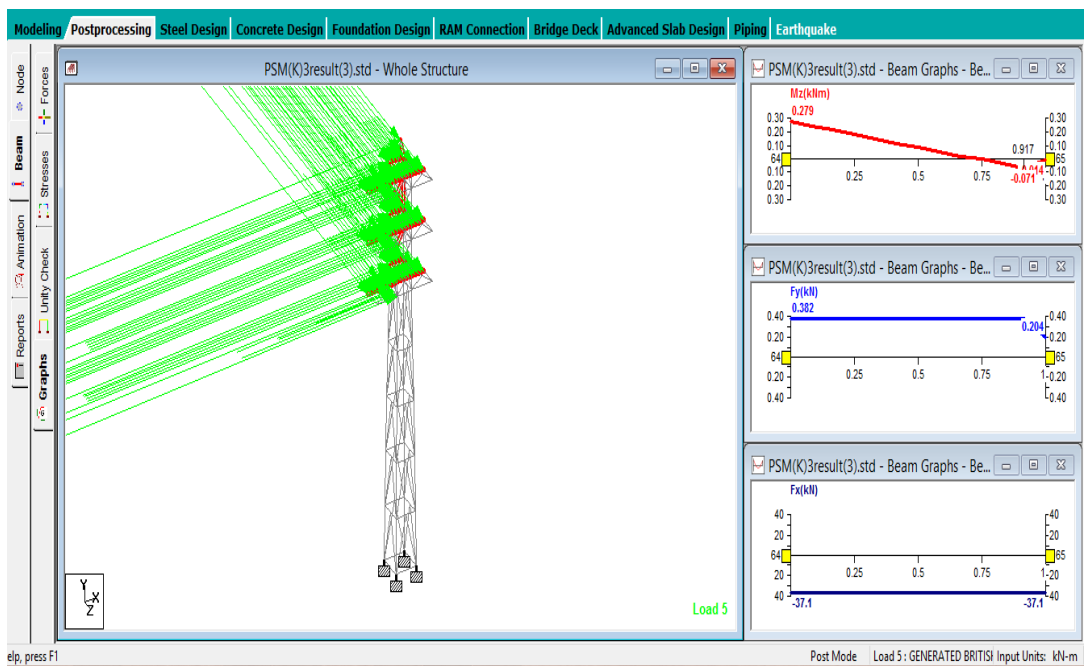 Modeling Postprocessing Steel Design Concrete Design Foundation Design RAM Connection Bridge Deck Advanced Slab Design Piping Earthquake
Node
Beam
Animation
Reports
Forces
Stresses
Unity Check
Graphs
PSM(K)3result(3).std - Whole Structure
Y
X
Z
Load 5
PSM(K)3result(3).std - Beam Graphs - Be...
Mz(kNm)
0.279
0.30 0.30
0.20 0.20
0.10 0.917 0.10
64 65
0.10 0.25 0.5 0.75 0.10
0.20 -0.071 0.20
0.30 0.30
PSM(K)3result(3).std - Beam Graphs - Be...
Fy(kN)
0.382
0.40 0.204 0.40
0.20 0.20
64 65
0.20 0.25 0.5 0.75 1 0.20
0.40 0.40
PSM(K)3result(3).std - Beam Graphs - Be...
Fx(kN)
40 40
20 20
64 65
20 0.25 0.5 0.75 1 20
40 -37.1 -37.1 40
elp, press F1
Post Mode Load 5 : GENERATED BRITISH Input Units: kN-m